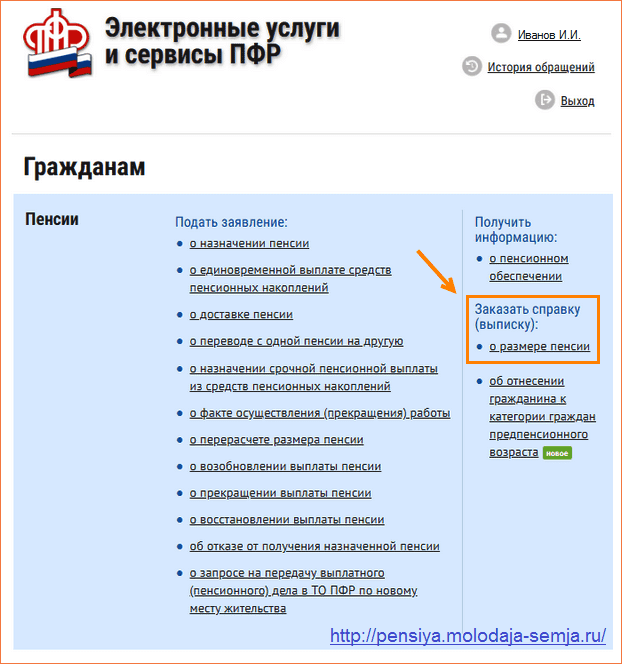 Электронные услуги
и сервисы ПФР
Иванов И.И.
История обращений
Выход
Гражданам
Пенсии
Подать заявление:
о назначении пенсии
о единовременной выплате средств
пенсионных накоплений
о доставке пенсии
о переводе с одной пенсии на другую
о назначении срочной пенсионной выплаты
из средств пенсионных накоплений
о факте осуществления (прекращения) работы
о перерасчете размера пенсии
о возобновлении выплаты пенсии
о прекращении выплаты пенсии
о восстановлении выплаты пенсии
об отказе от получения назначенной пенсии
о запросе на передачу выплатного
(пенсионного) дела в ТО ПФР по новому
месту жительства
Получить
информацию:
о пенсионном
обеспечении
Заказать справку
(выписку):
о размере пенсии
об отнесении
гражданина к
категории граждан
предпенсионного
возраста новое
http://pensiya.molodaja-semja.ru/